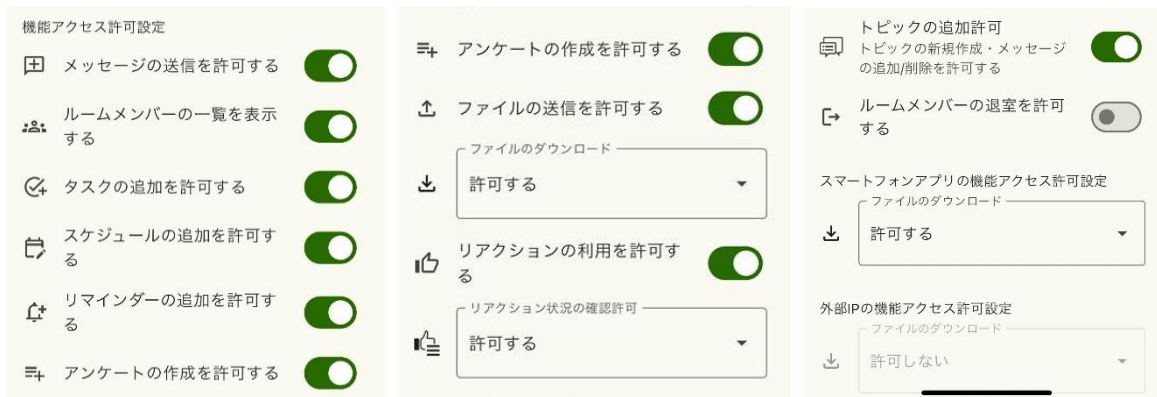 機能アクセス許可設定
メッセージの送信を許可する
ルームメンバーの一覧を表示
する
タスクの追加を許可する
スケジュールの追加を許可す
る
リマインダーの追加を許可す
る
アンケートの作成を許可する
アンケートの作成を許可する
ファイルの送信を許可する
ファイルのダウンロード
許可する
リアクションの利用を許可す
る
リアクション状況の確認許可
許可する
トピックの追加許可
トピックの新規作成・メッセージ
の追加/削除を許可する
ルームメンバーの退室を許可
する
スマートフォンアプリの機能アクセス許可設定
ファイルのダウンロード
許可する
外部IPの機能アクセス許可設定
ファイルのダウンロード
許可しない